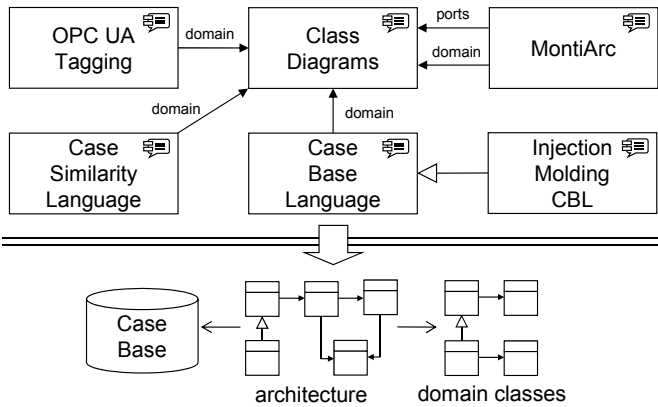 OPC UA
Tagging
domain
Class
Diagrams
ports
domain
MontiArc
domain
domain
Case
Similarity
Language
Case
Base
Language
Injection
Molding
CBL
Case
Base
architecture
domain classes